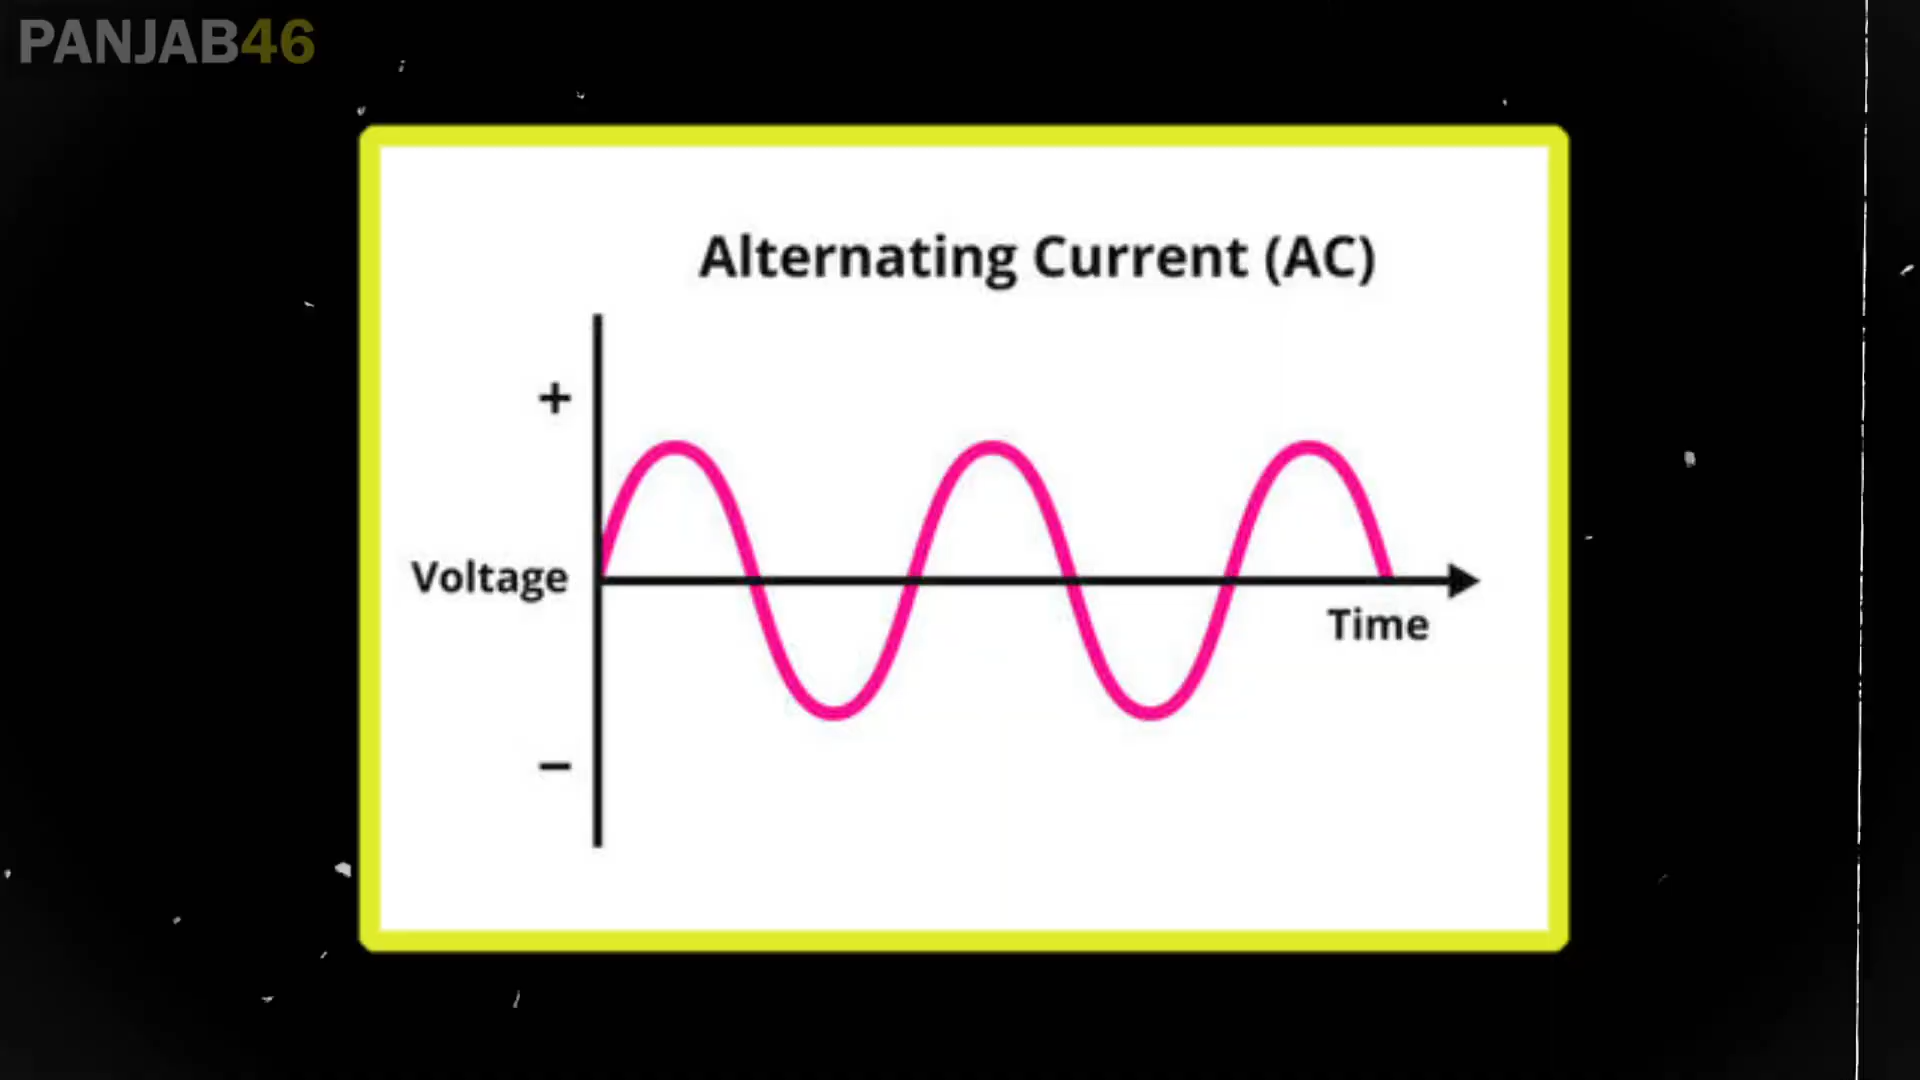 PANJAB46
Alternating Current (AC)
+
Voltage
Time
−